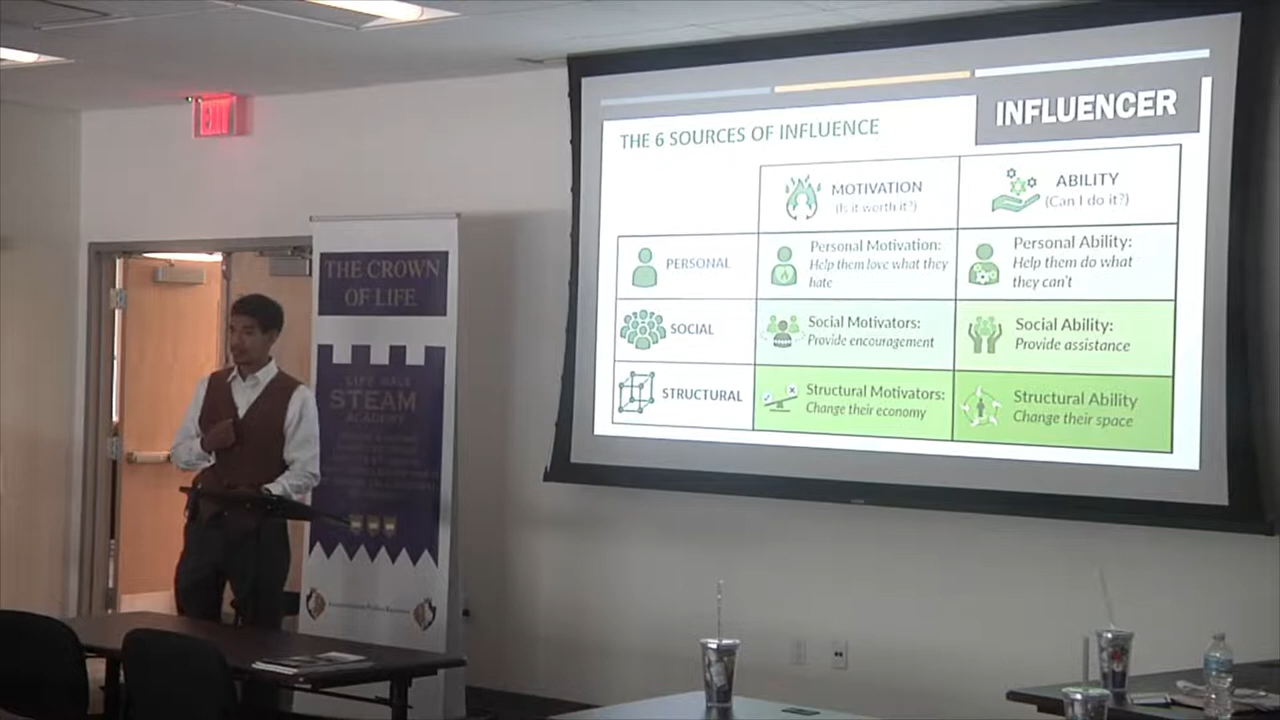 EXIT
THE CROWN
OF LIFE
LIFE WALK
STEAM
ACADEMY
INFLUENCER
THE 6 SOURCES OF INFLUENCE
MOTIVATION
(Is it worth it?)
ABILITY
(Can I do it?)
PERSONAL
Personal Motivation:
Help them love what they
hate
Personal Ability:
Help them do what
they can't
SOCIAL
Social Motivators:
Provide encouragement
Social Ability:
Provide assistance
STRUCTURAL
Structural Motivators:
Change their economy
Structural Ability
Change their space